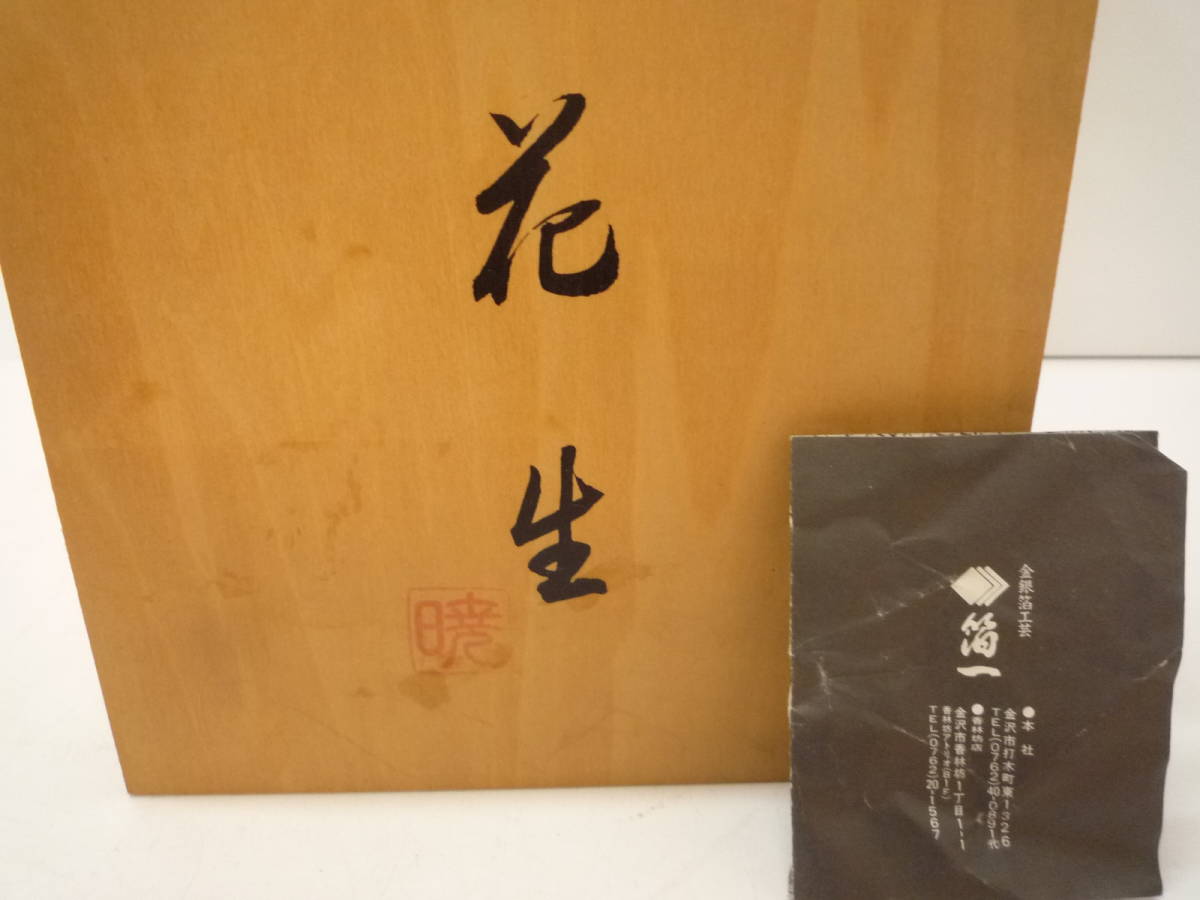 花生
暁
金銀箔工芸
箔一
●本社
金沢市打木町東1326
TEL(0762)40-0891代
●香林坊店
金沢市香林坊1丁目1-1
香林坊アトリオ(B1F)
TEL(0762)20-1567